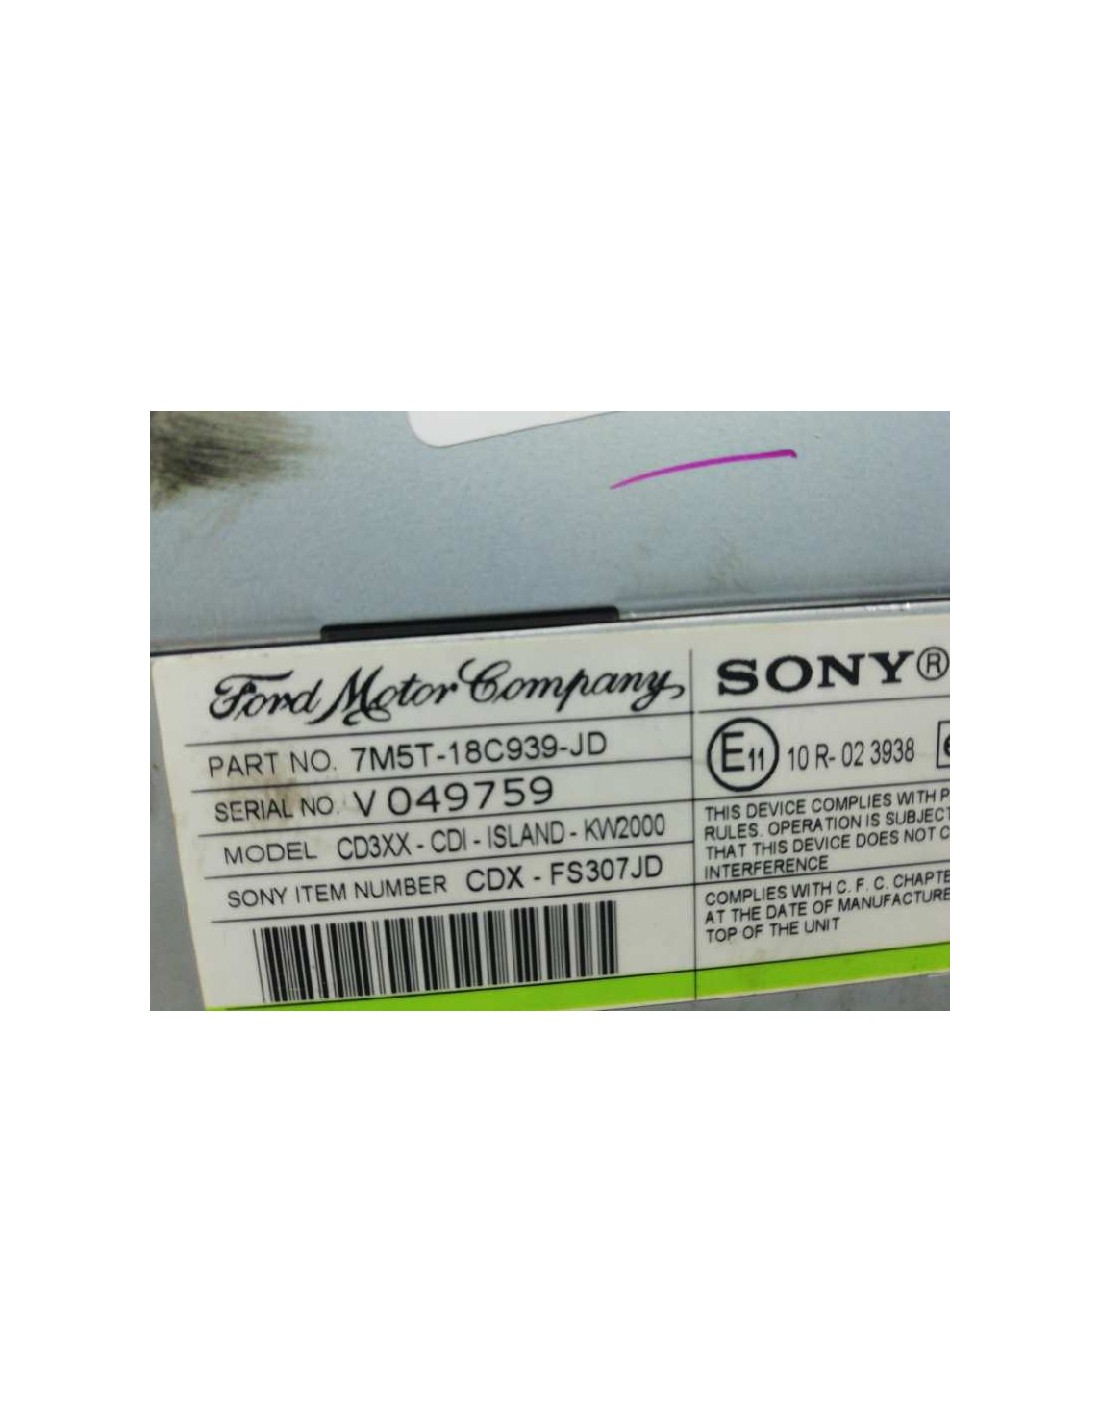 Ford Motor Company
PART NO. 7M5T-18C939-JD
SERIAL NO. V 049759
MODEL CD3XX - CDI - ISLAND - KW2000
SONY ITEM NUMBER CDX - FS307JD
SONY®
E11 10 R- 02 3938
THIS DEVICE COMPLIES WITH P
RULES. OPERATION IS SUBJECT
THAT THIS DEVICE DOES NOT C
INTERFERENCE
COMPLIES WITH C. F. C. CHAPTE
AT THE DATE OF MANUFACTURE
TOP OF THE UNIT